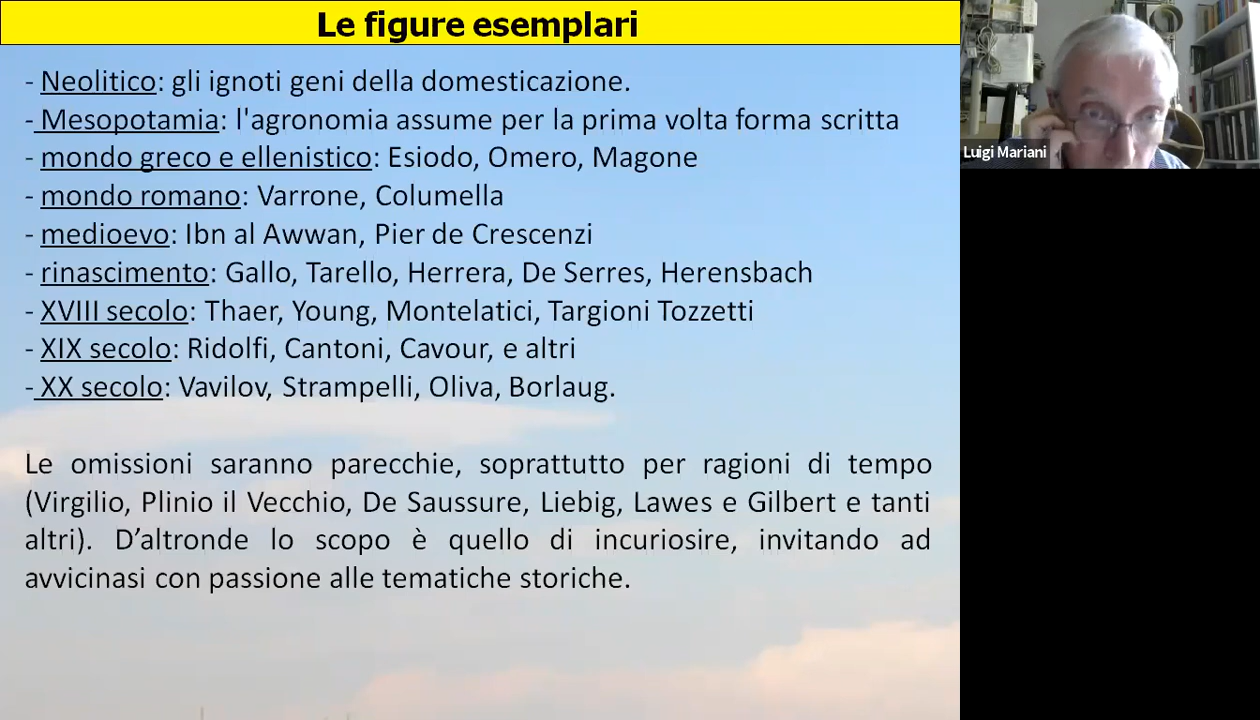 Le figure esemplari
- Neolitico: gli ignoti geni della domesticazione.
- Mesopotamia: l'agronomia assume per la prima volta forma scritta
- mondo greco e ellenistico: Esiodo, Omero, Magone
- mondo romano: Varrone, Columella
- medioevo: Ibn al Awwan, Pier de Crescenzi
- rinascimento: Gallo, Tarello, Herrera, De Serres, Herensbach
- XVIII secolo: Thaer, Young, Montelatici, Targioni Tozzetti
- XIX secolo: Ridolfi, Cantoni, Cavour, e altri
- XX secolo: Vavilov, Strampelli, Oliva, Borlaug.
Le omissioni saranno parecchie, soprattutto per ragioni di tempo
(Virgilio, Plinio il Vecchio, De Saussure, Liebig, Lawes e Gilbert e tanti
altri). D’altronde lo scopo è quello di incuriosire, invitando ad
avvicinasi con passione alle tematiche storiche.
Luigi Mariani